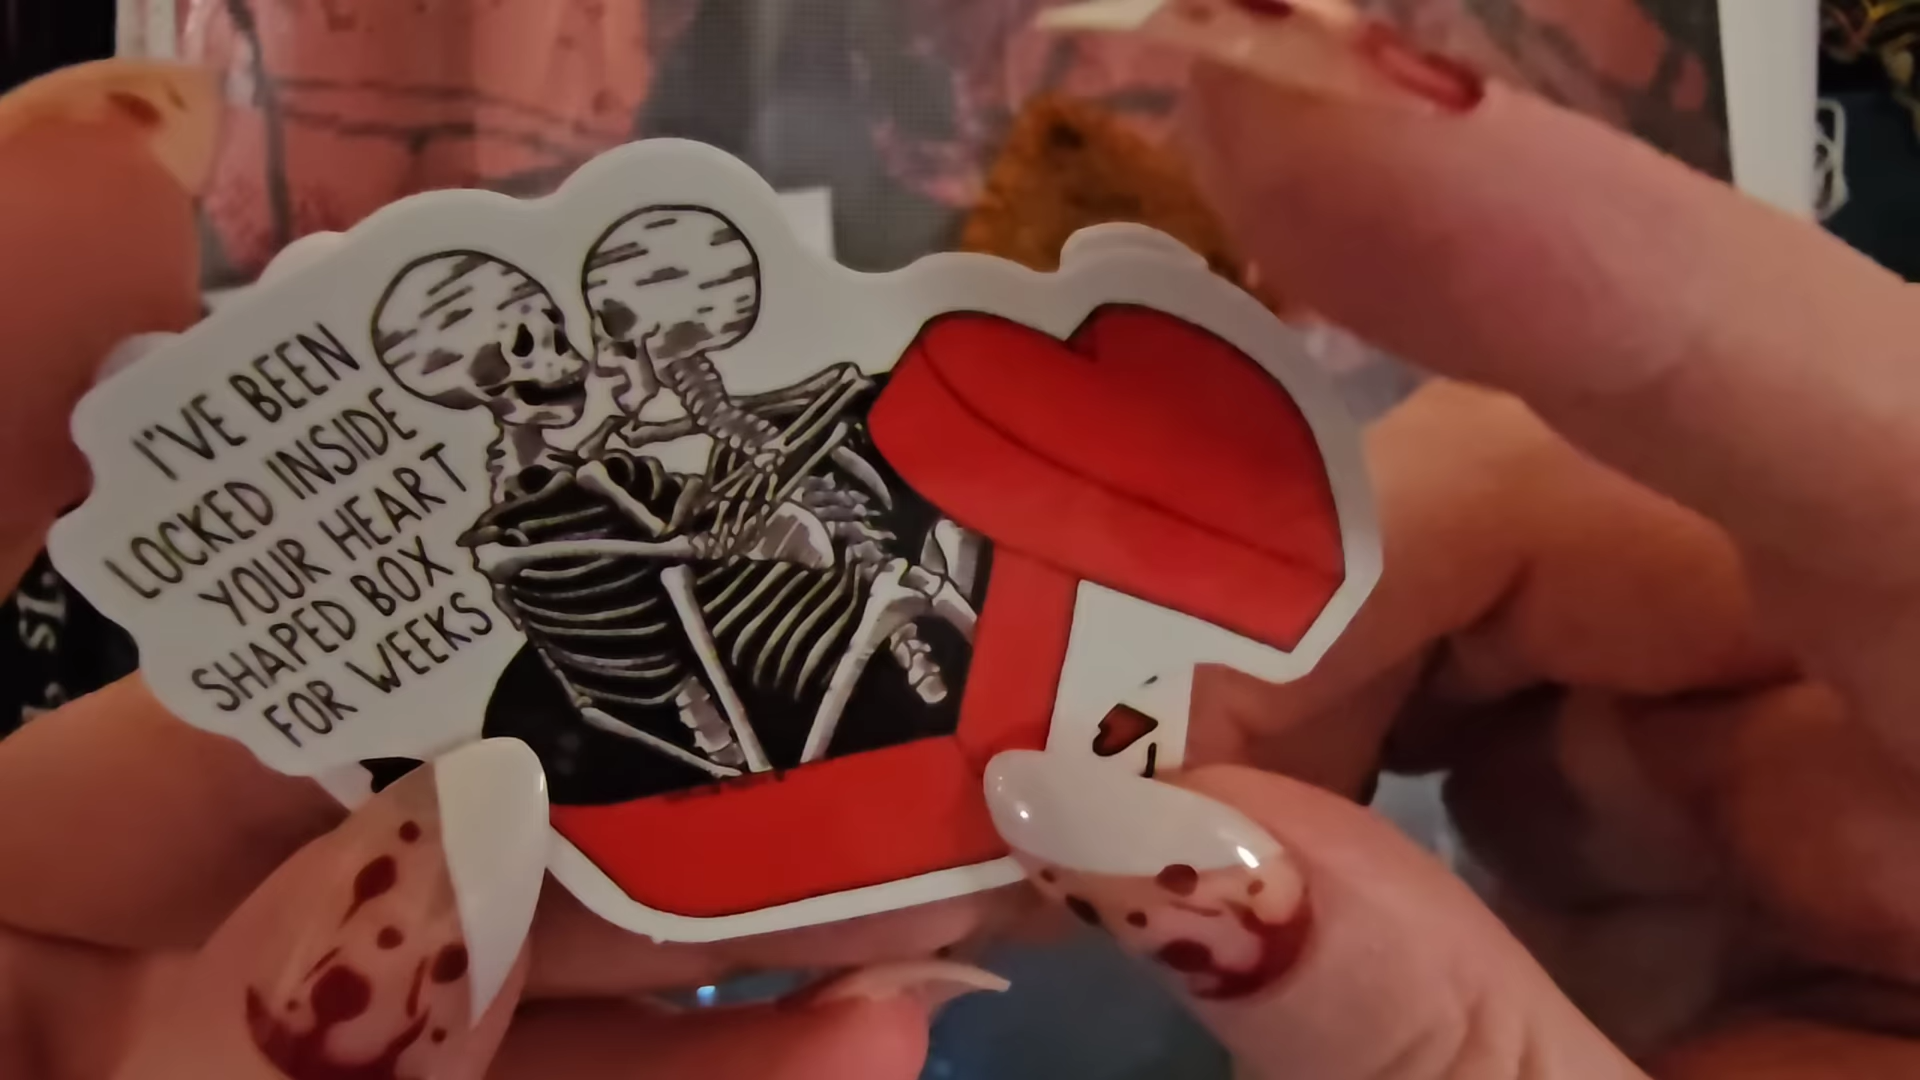 I'VE BEEN
LOCKED INSIDE
YOUR HEART
SHAPED BOX
FOR WEEKS